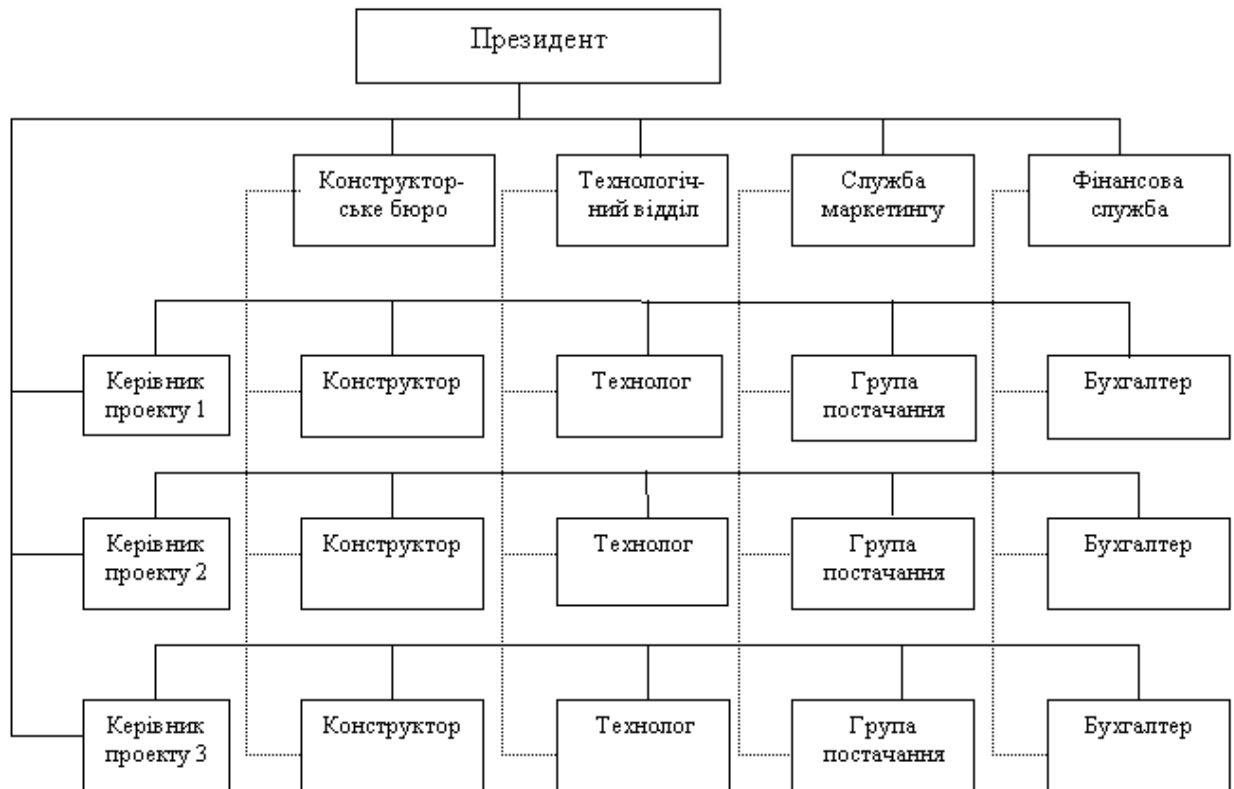 Президент
Конструктор-
ське бюро
Технологіч-
ний відділ
Служба
маркетингу
Фінансова
служба
Керівник
проекту 1
Конструктор
Технолог
Група
постачання
Бухгалтер
Керівник
проекту 2
Конструктор
Технолог
Група
постачання
Бухгалтер
Керівник
проекту 3
Конструктор
Технолог
Група
постачання
Бухгалтер